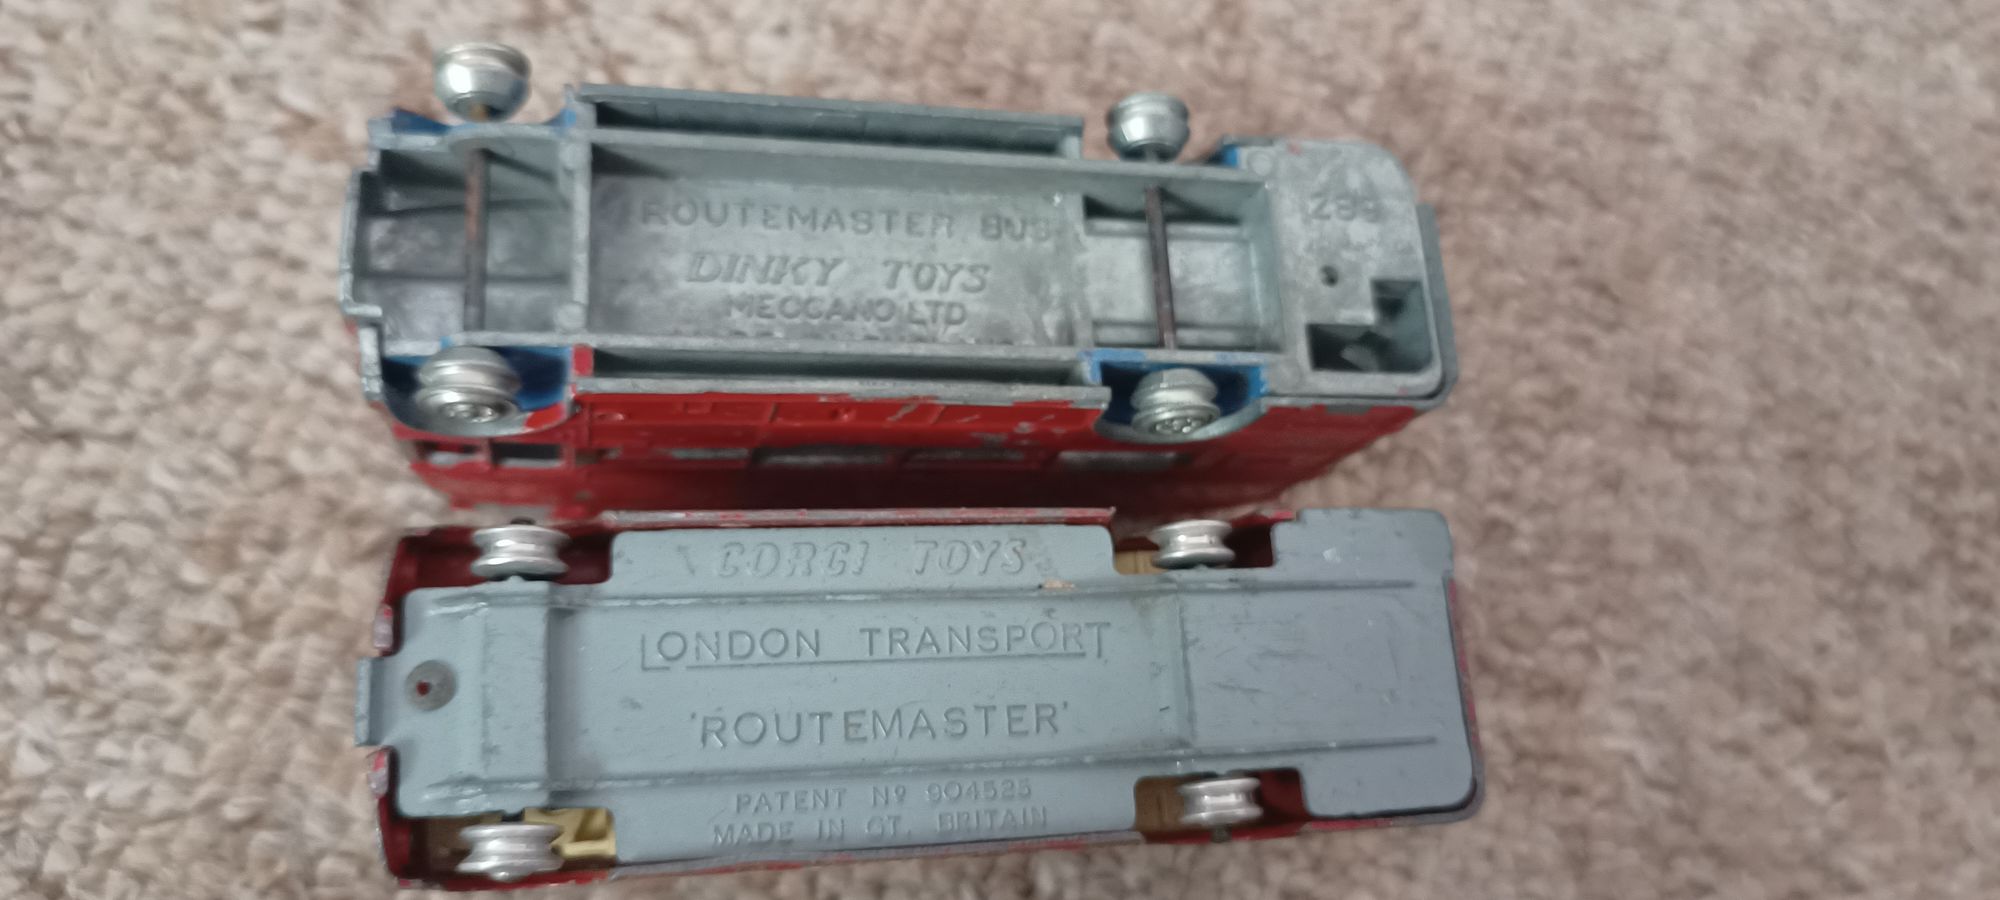 ROUTEMASTER BUS
DINKY TOYS
MECCANO LTD
289
CORGI TOYS
LONDON TRANSPORT
'ROUTEMASTER'
PATENT Nº 904525
MADE IN GT. BRITAIN